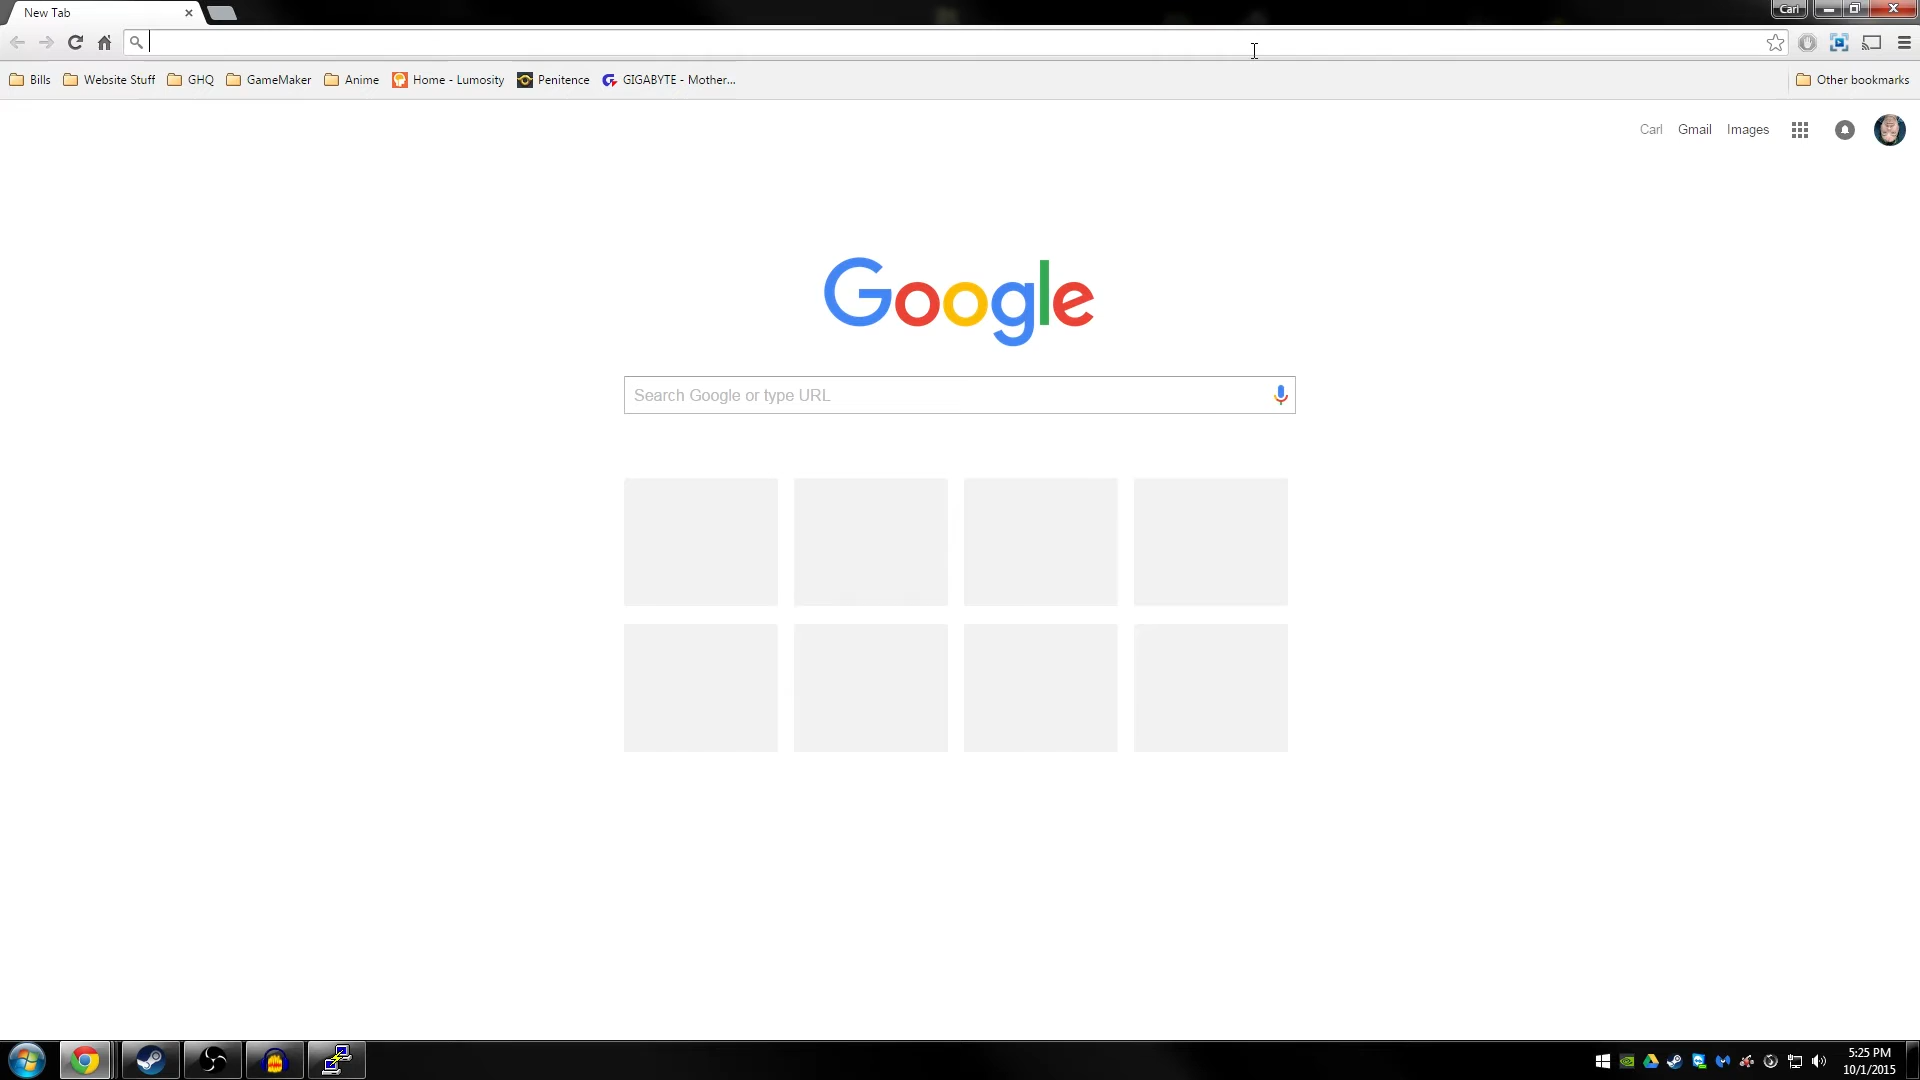 New Tab
Carl
Bills
Website Stuff
GHQ
GameMaker
Anime
Home - Lumosity
Penitence
GIGABYTE - Mother...
Other bookmarks
Carl
Gmail
Images
Google
Search Google or type URL
5:25 PM
10/1/2015